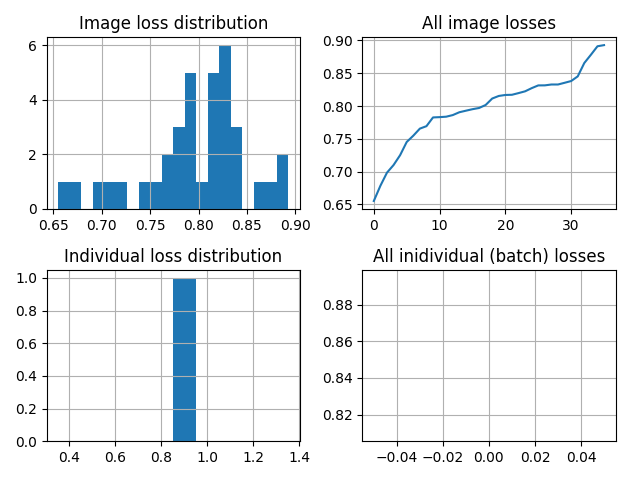 Image loss distribution
6
4
2
0
0.65 0.70 0.75 0.80 0.85 0.90
All image losses
0.90
0.85
0.80
0.75
0.70
0.65
0 10 20 30
Individual loss distribution
1.0
0.8
0.6
0.4
0.2
0.0
0.4 0.6 0.8 1.0 1.2 1.4
All inidividual (batch) losses
0.88
0.86
0.84
0.82
−0.04 −0.02 0.00 0.02 0.04